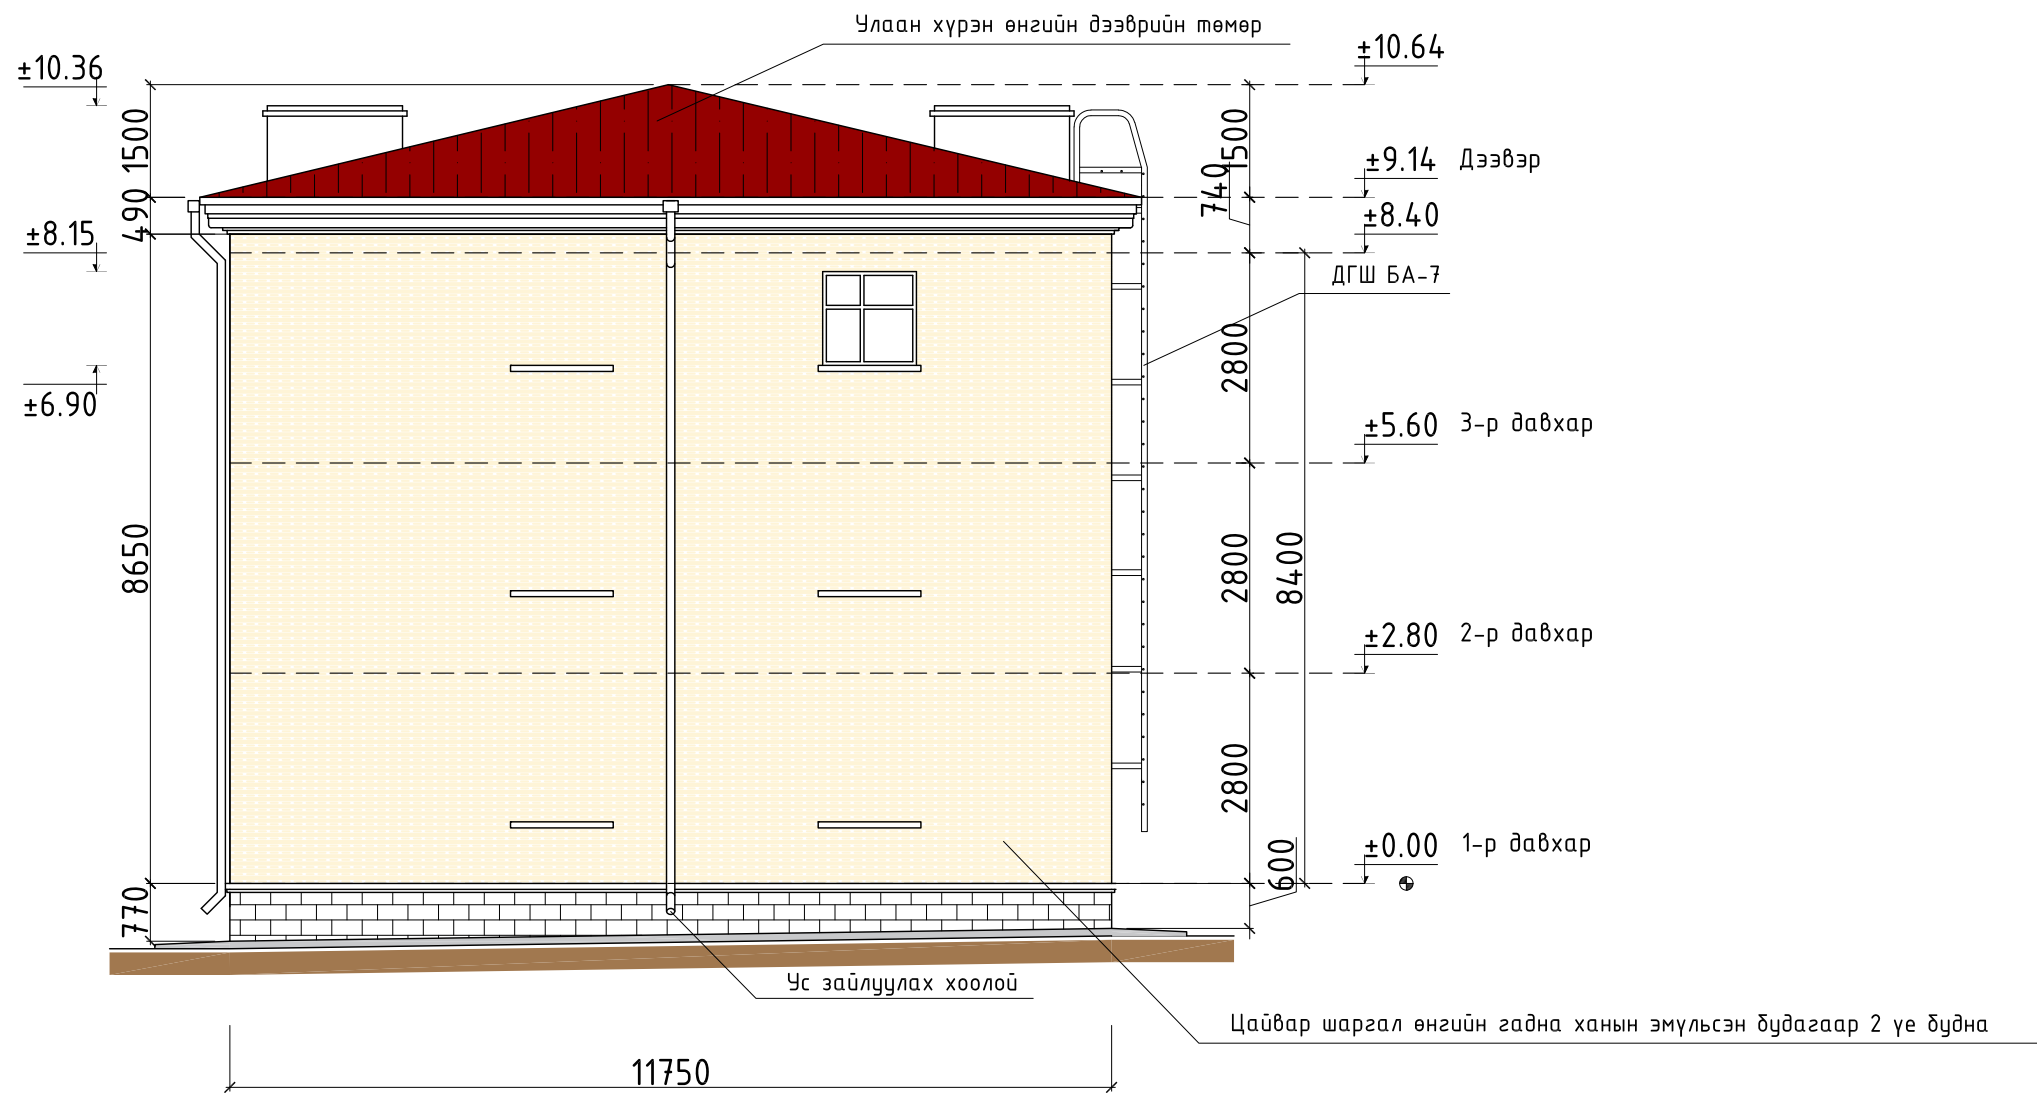 Улаан хүрэн өнгийн дээврийн төмөр
±10.64
±10.36
1500
1500
±9.14 Дээвэр
740
490
±8.40
±8.15
ДГШ БА-7
2800
±6.90
±5.60 3-р давхар
8650
2800
8400
±2.80 2-р давхар
2800
±0.00 1-р давхар
600
770
Ус зайлуулах хоолой
Цайвар шаргал өнгийн гадна ханын эмүльсэн будагаар 2 үе будна
11750